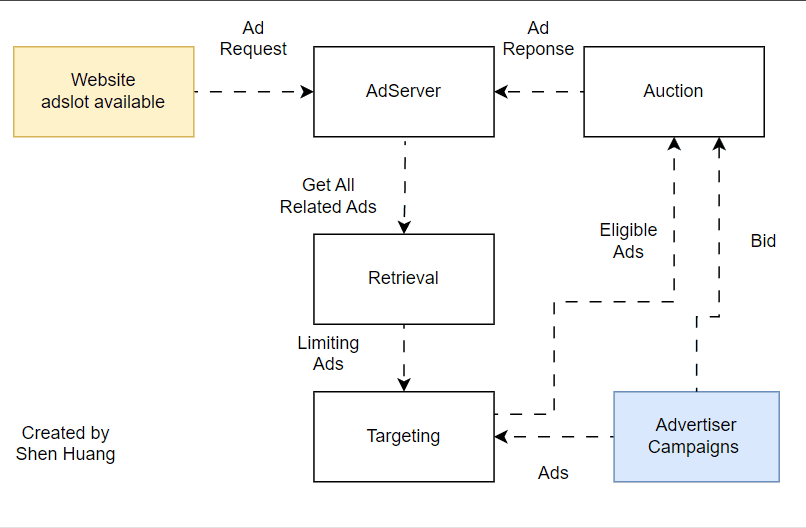 Ad
Request
Ad
Reponse
Website
adslot available
AdServer
Auction
Get All
Related Ads
Eligible
Ads
Bid
Retrieval
Limiting
Ads
Created by
Shen Huang
Targeting
Advertiser
Campaigns
Ads